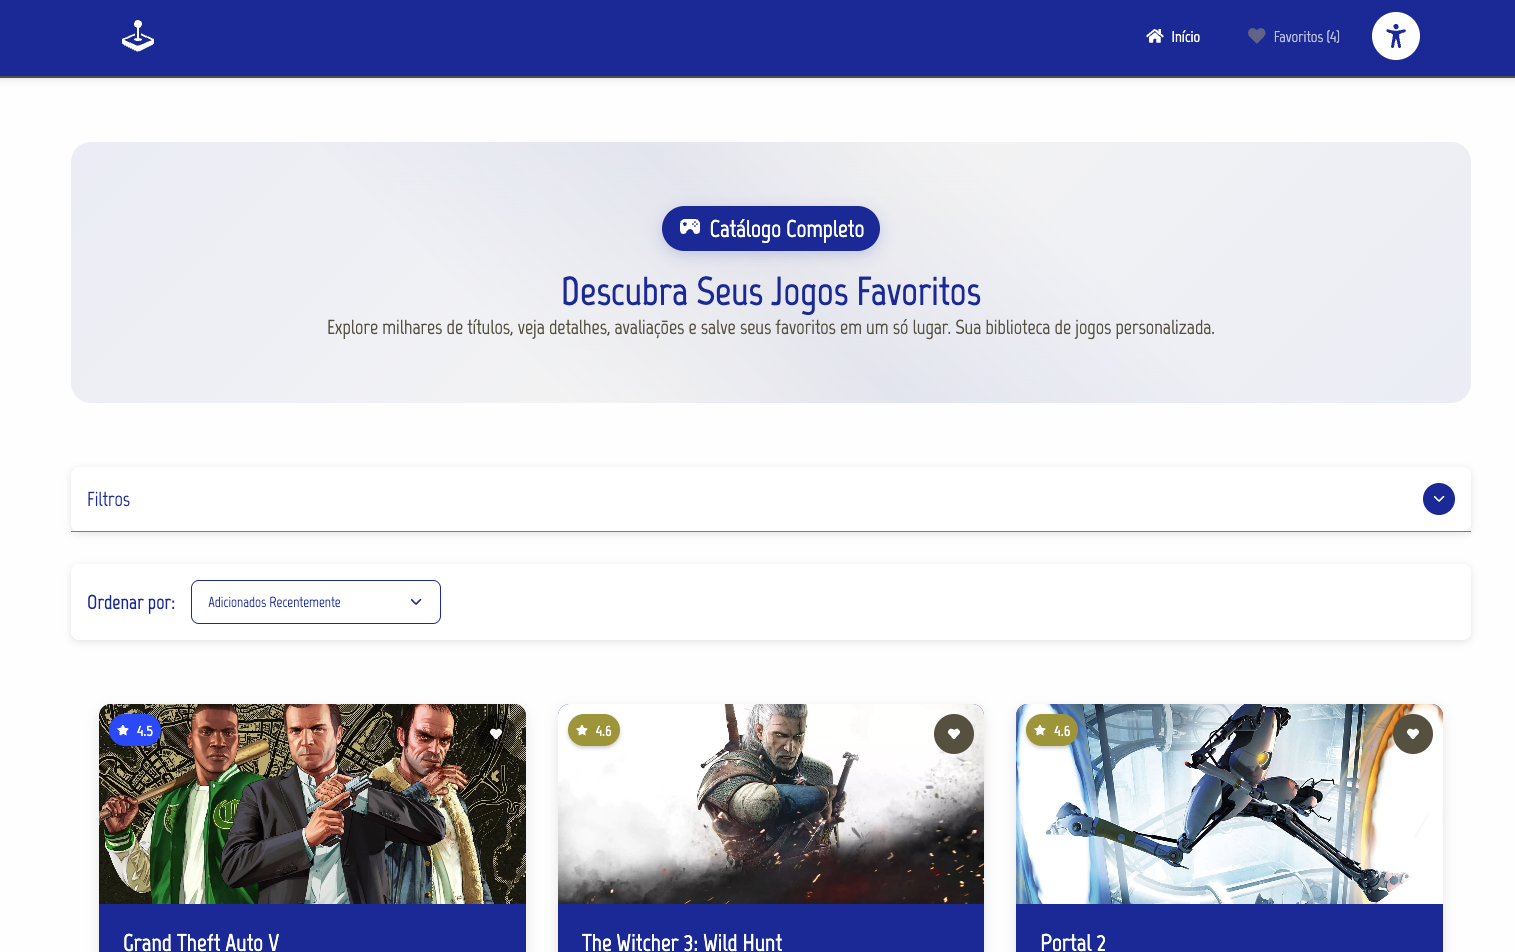 Início
Favoritos (4)
Catálogo Completo
Descubra Seus Jogos Favoritos
Explore milhares de títulos, veja detalhes, avaliações e salve seus favoritos em um só lugar. Sua biblioteca de jogos personalizada.
Filtros
Ordenar por:
Adicionados Recentemente
4.5
4.6
4.6
Grand Theft Auto V
The Witcher 3: Wild Hunt
Portal 2